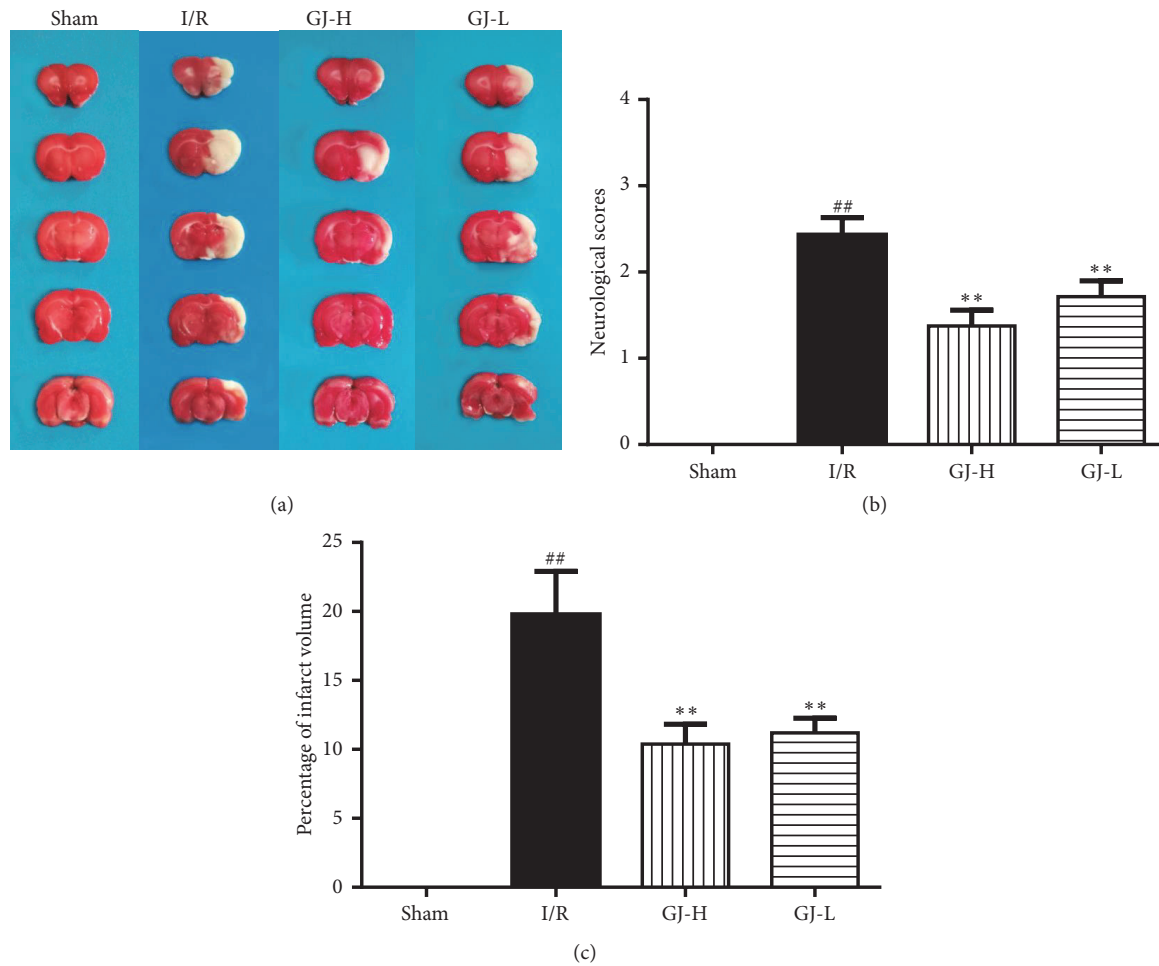 Sham I/R GJ-H GJ-L
(a)
4
3
2
1
0
Neurological scores
##
**
**
Sham I/R GJ-H GJ-L
(b)
25
20
15
10
5
0
Percentage of infarct volume
##
**
**
Sham I/R GJ-H GJ-L
(c)